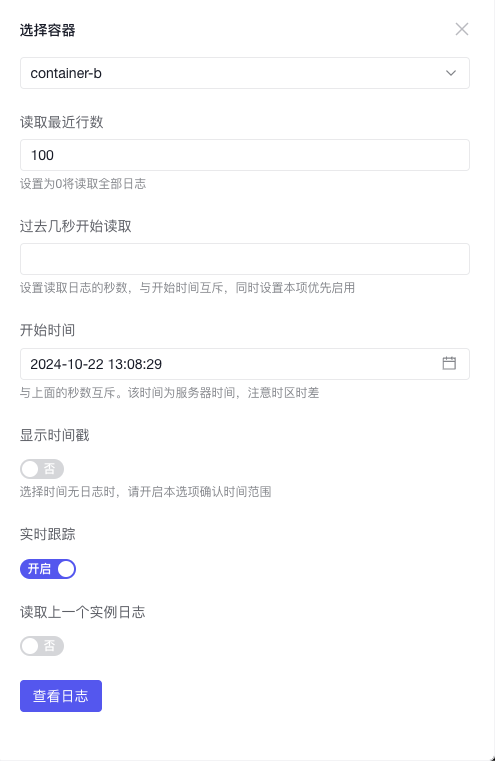 选择容器
container-b
读取最近行数
100
设置为0将读取全部日志
过去几秒开始读取
设置读取日志的秒数，与开始时间互斥，同时设置本项优先启用
开始时间
2024-10-22 13:08:29
与上面的秒数互斥。该时间为服务器时间，注意时区时差
显示时间戳
否
选择时间无日志时，请开启本选项确认时间范围
实时跟踪
开启
读取上一个实例日志
否
查看日志